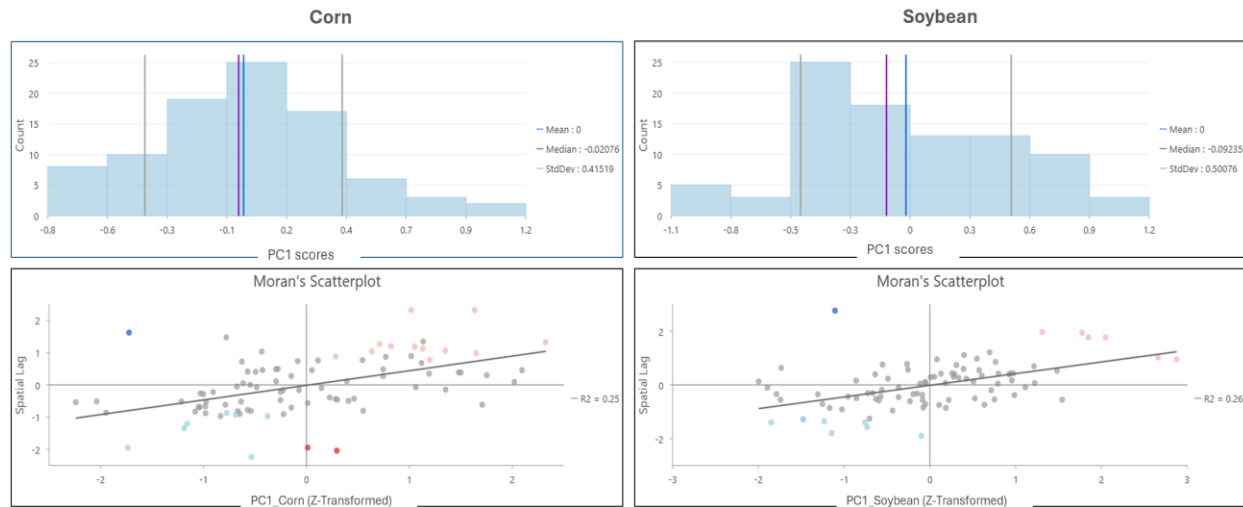 Corn
Soybean
25
20
15
10
5
0
Count
-0.8
-0.6
-0.3
-0.1
0.2
0.4
0.7
0.9
1.2
PC1 scores
Mean : 0
Median : -0.02076
StdDev : 0.41519
25
20
15
10
5
0
Count
-1.1
-0.8
-0.5
-0.3
0
0.3
0.6
0.9
1.2
PC1 scores
Mean : 0
Median : -0.09235
StdDev : 0.50076
Moran's Scatterplot
2
1
0
-1
-2
Spatial Lag
-2
-1
0
1
2
PC1_Corn (Z-Transformed)
R2 = 0.25
Moran's Scatterplot
2
0
-2
Spatial Lag
-3
-2
-1
0
1
2
3
PC1_Soybean (Z-Transformed)
R2 = 0.26